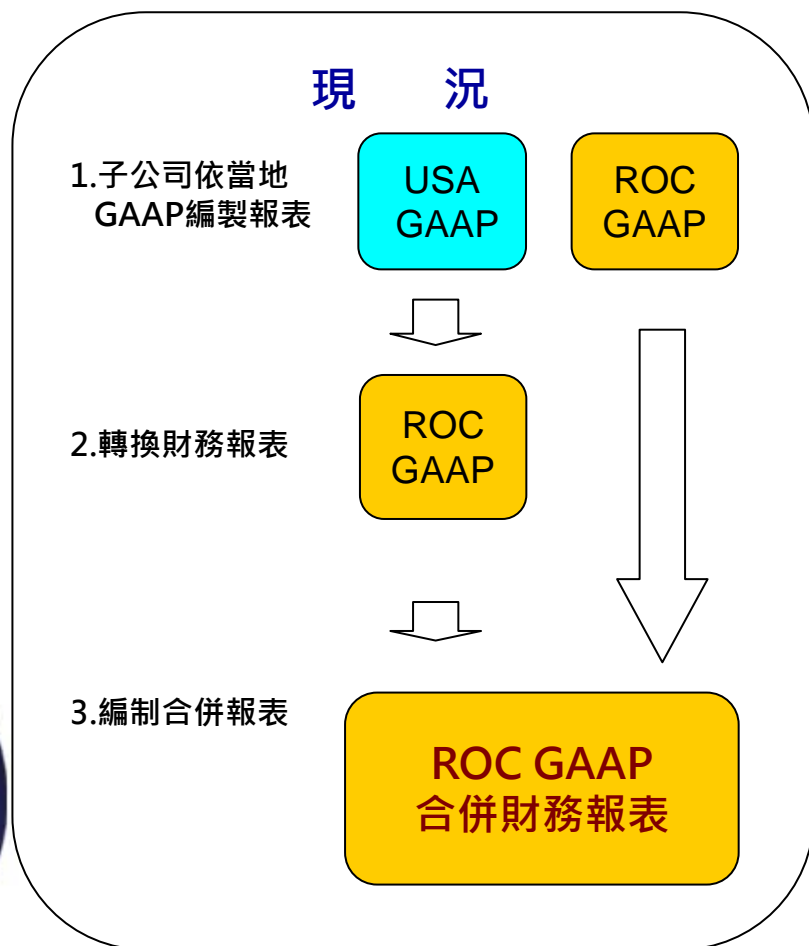 現 況
1.子公司依當地
GAAP編製報表
USA
GAAP
ROC
GAAP
2.轉換財務報表
ROC
GAAP
3.編制合併報表
ROC GAAP
合併財務報表